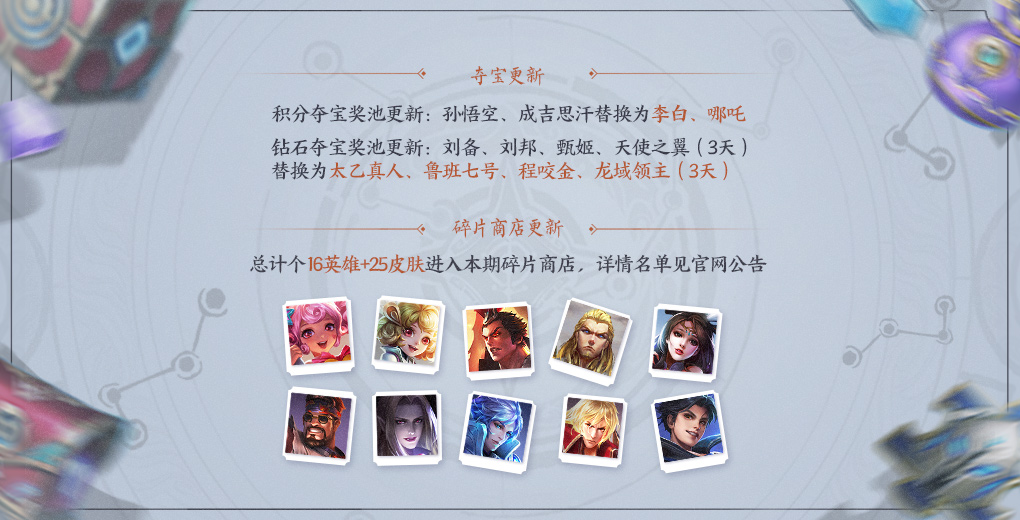 夺宝更新
积分夺宝奖池更新：孙悟空、成吉思汗替换为李白、哪吒
钻石夺宝奖池更新：刘备、刘邦、甄姬、天使之翼（3天）
替换为太乙真人、鲁班七号、程咬金、龙域领主（3天）
碎片商店更新
总计个16英雄+25皮肤进入本期碎片商店，详情名单见官网公告